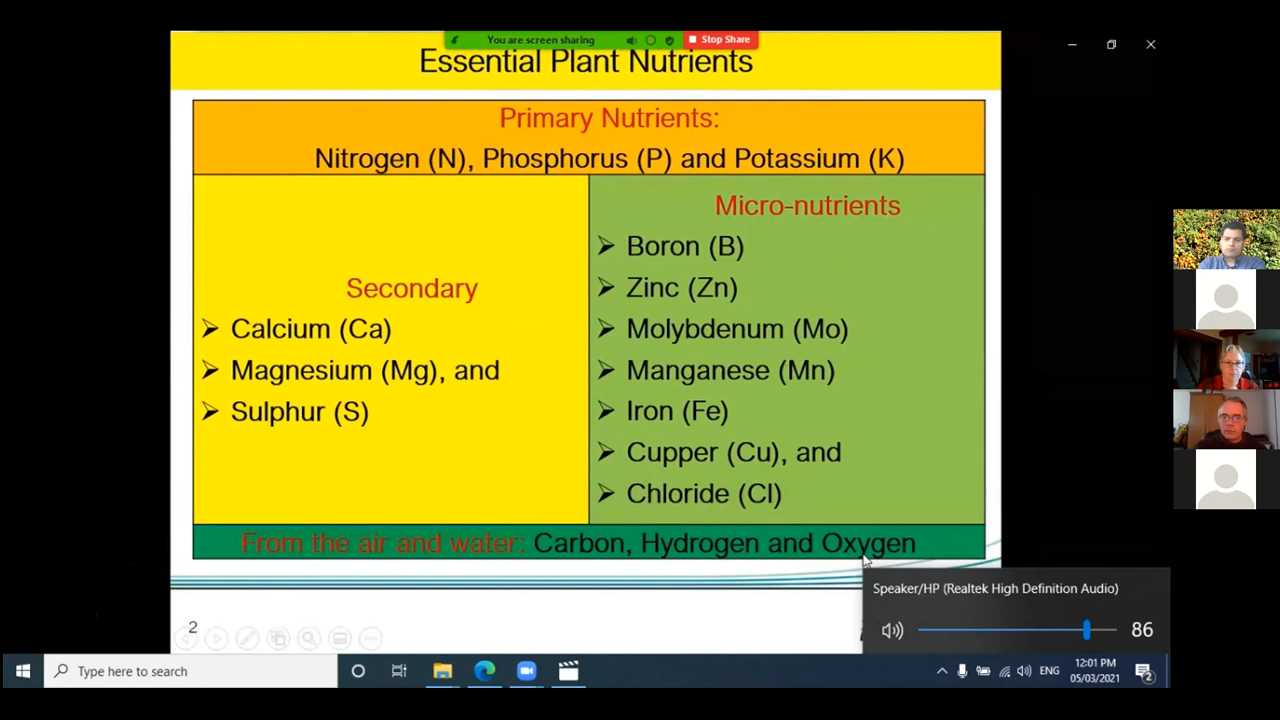 You are screen sharing
Stop Share
Essential Plant Nutrients
Primary Nutrients:
Nitrogen (N), Phosphorus (P) and Potassium (K)
Secondary
Calcium (Ca)
Magnesium (Mg), and
Sulphur (S)
Micro-nutrients
Boron (B)
Zinc (Zn)
Molybdenum (Mo)
Manganese (Mn)
Iron (Fe)
Cupper (Cu), and
Chloride (Cl)
From the air and water: Carbon, Hydrogen and Oxygen
2
Speaker/HP (Realtek High Definition Audio)
86
Type here to search
ENG
12:01 PM
05/03/2021
2